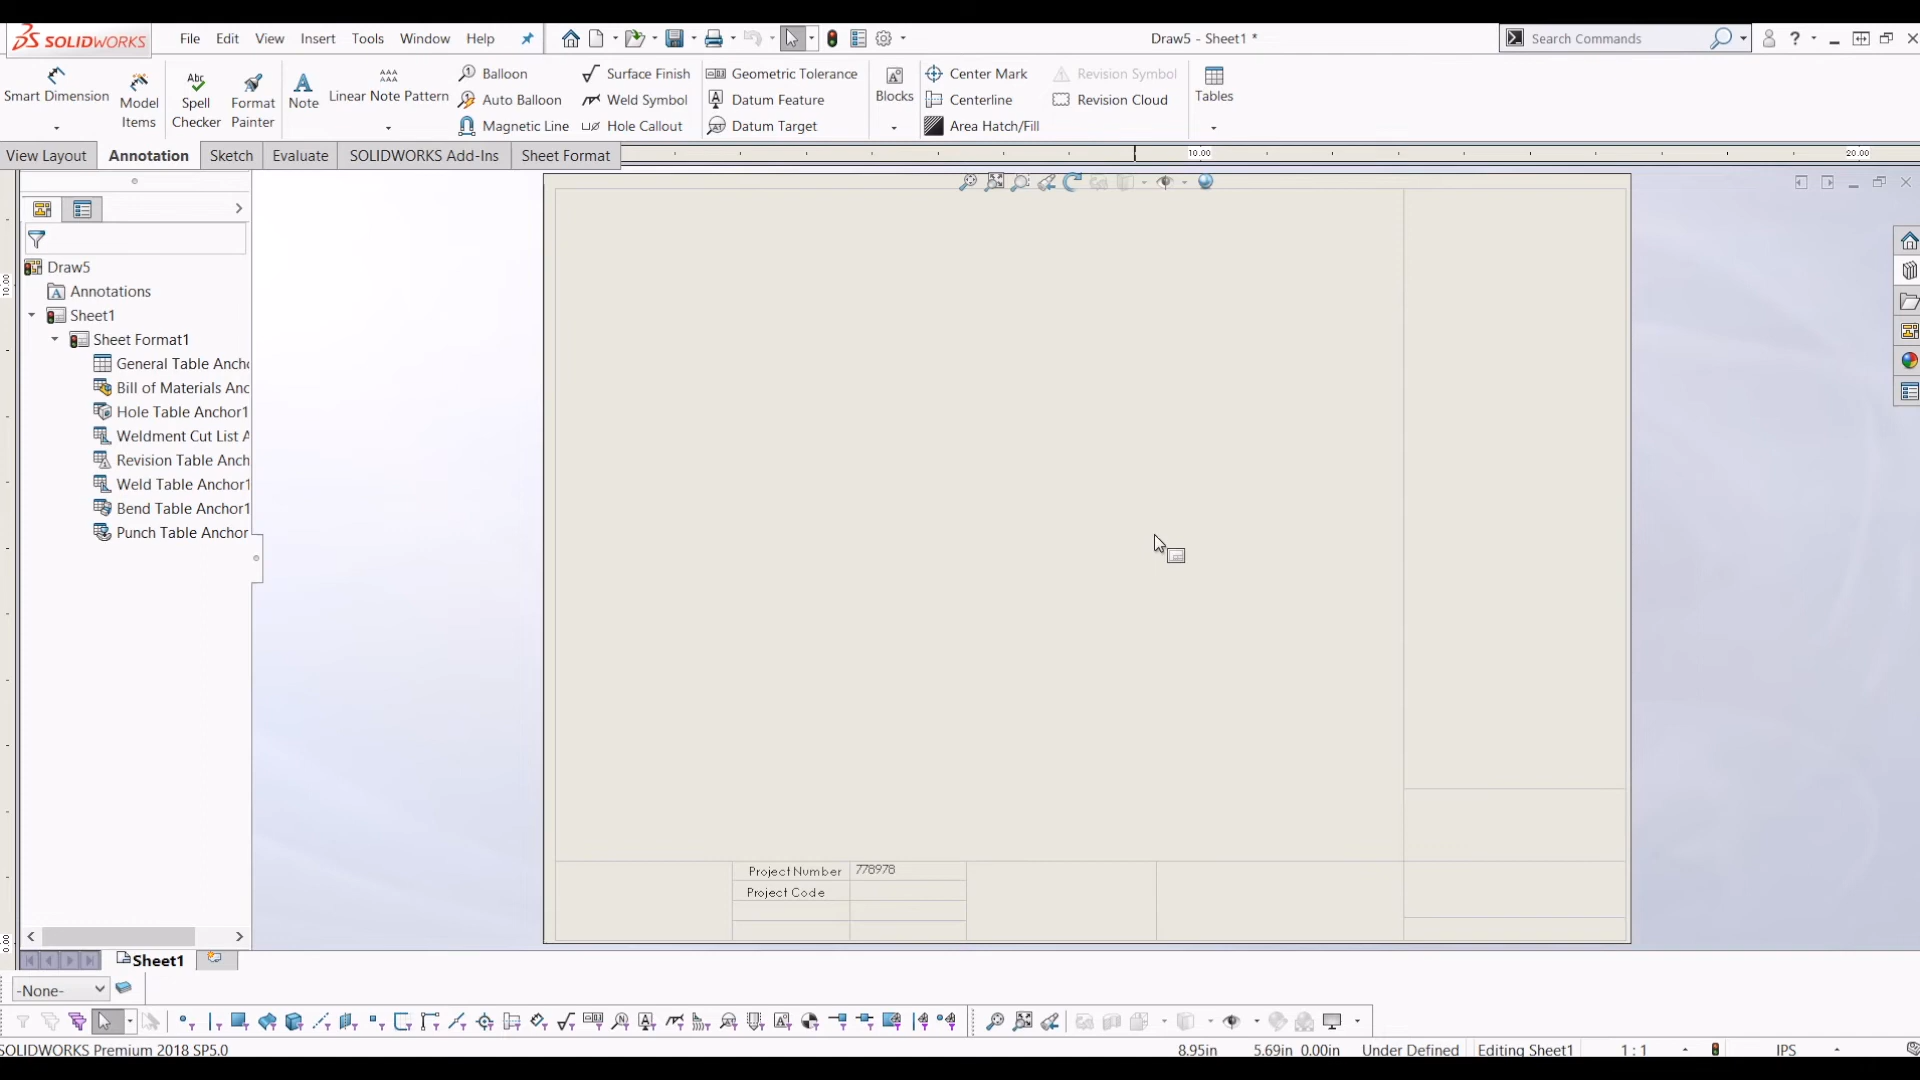 SOLIDWORKS File Edit View Insert Tools Window Help Draw5 - Sheet1 * Search Commands
Smart Dimension
Model Items
Spell Checker
Format Painter
Note
Linear Note Pattern
Balloon
Auto Balloon
Magnetic Line
Surface Finish
Weld Symbol
Hole Callout
Geometric Tolerance
Datum Feature
Datum Target
Blocks
Center Mark
Centerline
Area Hatch/Fill
Revision Symbol
Revision Cloud
Tables
View Layout Annotation Sketch Evaluate SOLIDWORKS Add-Ins Sheet Format
10.00 20.00
10.00
0.00
Draw5
Annotations
Sheet1
Sheet Format1
General Table Ancho
Bill of Materials Anc
Hole Table Anchor1
Weldment Cut List A
Revision Table Anch
Weld Table Anchor1
Bend Table Anchor1
Punch Table Anchor
Project Number 778978
Project Code
Sheet1
-None-
SOLIDWORKS Premium 2018 SP5.0 8.95in 5.69in 0.00in Under Defined Editing Sheet1 1 : 1 IPS